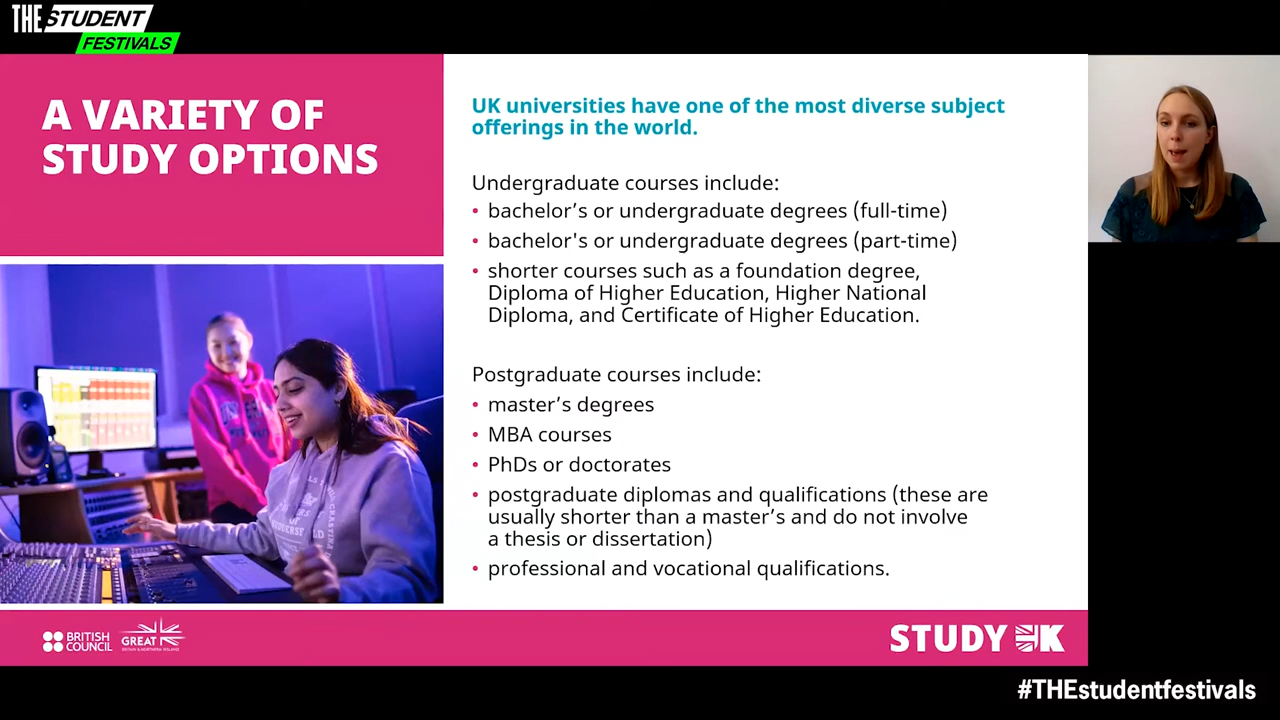 THE STUDENT
FESTIVALS
A VARIETY OF
STUDY OPTIONS
UK universities have one of the most diverse subject
offerings in the world.
Undergraduate courses include:
• bachelor’s or undergraduate degrees (full-time)
• bachelor's or undergraduate degrees (part-time)
• shorter courses such as a foundation degree,
Diploma of Higher Education, Higher National
Diploma, and Certificate of Higher Education.
Postgraduate courses include:
• master’s degrees
• MBA courses
• PhDs or doctorates
• postgraduate diplomas and qualifications (these are
usually shorter than a master’s and do not involve
a thesis or dissertation)
• professional and vocational qualifications.
BRITISH
COUNCIL
GREAT
BRITAIN & NORTHERN IRELAND
STUDY UK
#THEstudentfestivals